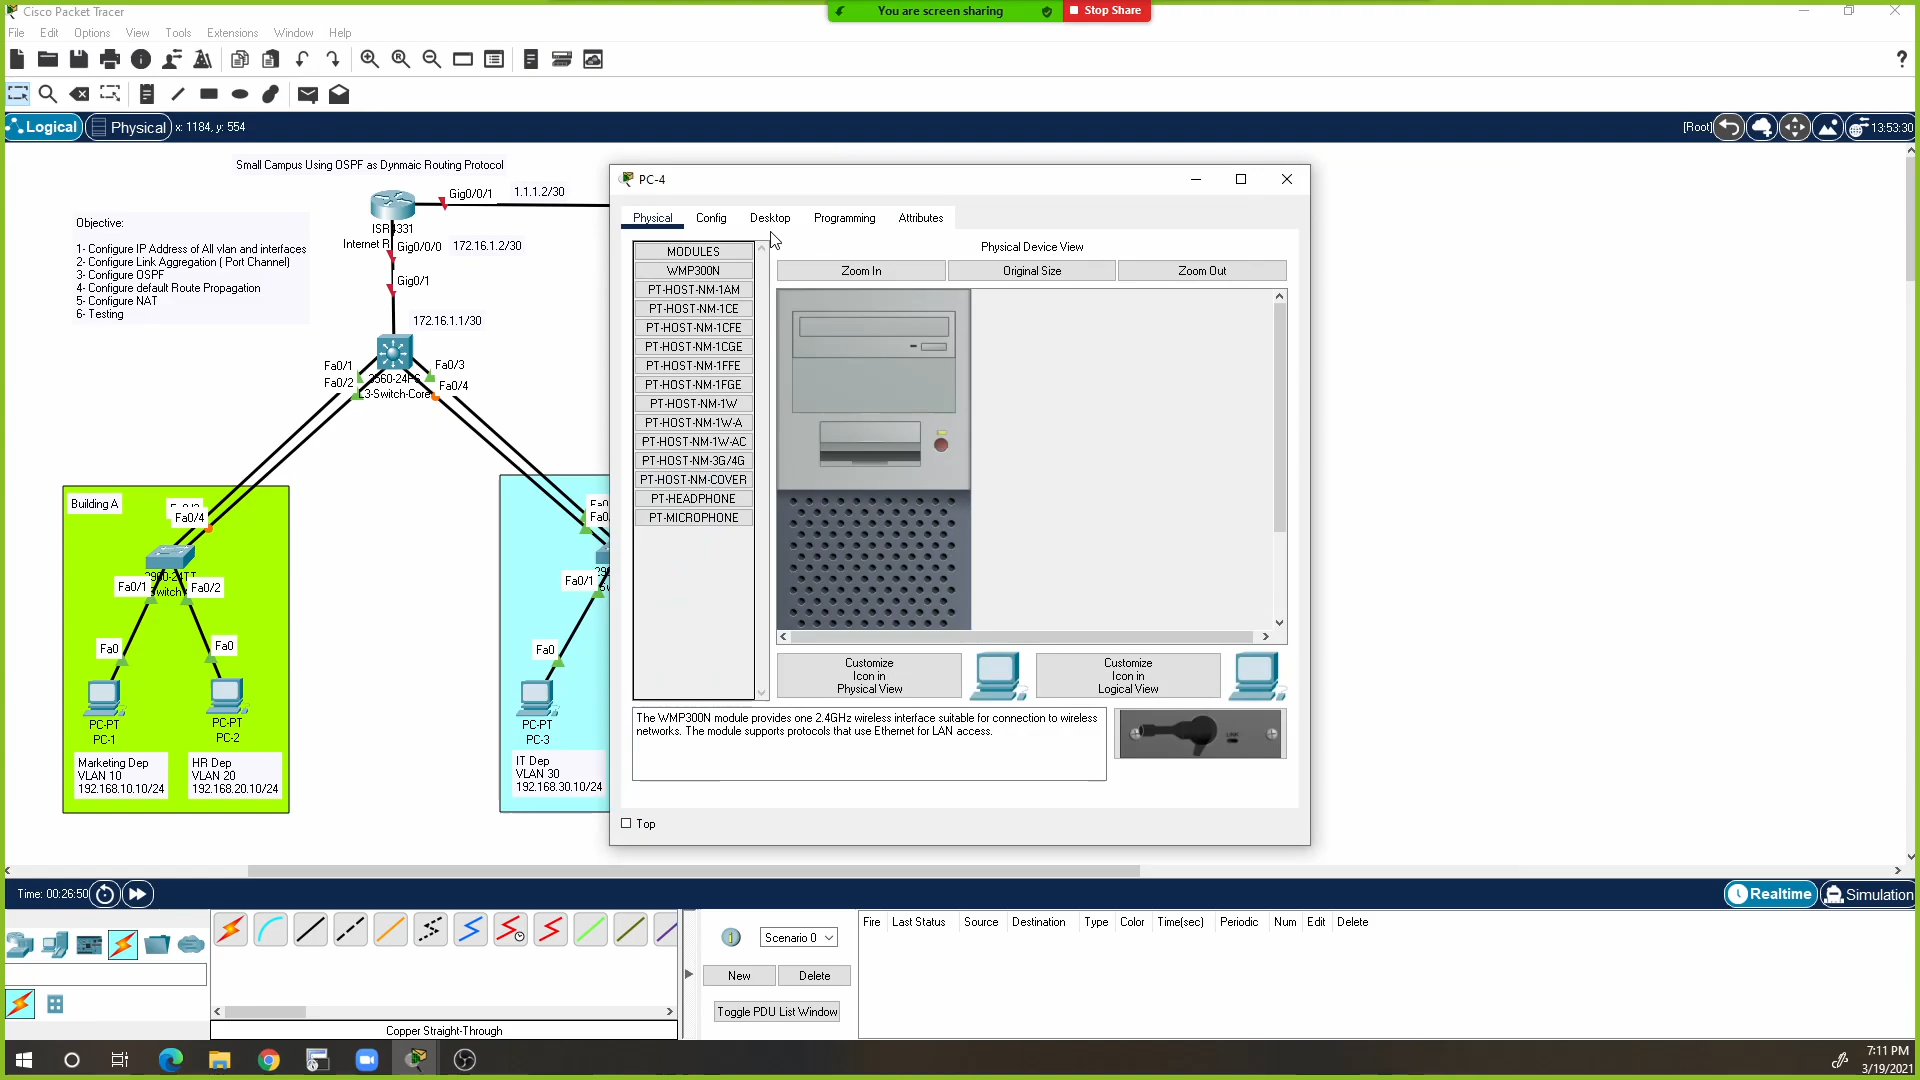 Cisco Packet Tracer
You are screen sharing
Stop Share
File Edit Options View Tools Extensions Window Help
Logical
Physical
x: 1184, y: 554
[Root]
13:53:30
Small Campus Using OSPF as Dynmaic Routing Protocol
Objective:
1- Configure IP Address of All vlan and interfaces
2- Configure Link Aggregation ( Port Channel)
3- Configure OSPF
4- Configure default Route Propagation
5- Configure NAT
6- Testing
Gig0/0/1
1.1.1.2/30
Internet R
Gig0/0/0
172.16.1.2/30
Gig0/1
172.16.1.1/30
Fa0/1
Fa0/2
Fa0/3
Fa0/4
L3-Switch-Core
Building A
Fa0/4
Fa0/1
Fa0/2
Fa0
Fa0
PC-PT
PC-1
PC-PT
PC-2
Marketing Dep
VLAN 10
192.168.10.10/24
HR Dep
VLAN 20
192.168.20.10/24
Fa0/1
Fa0
PC-PT
PC-3
IT Dep
VLAN 30
192.168.30.10/24
PC-4
Physical Config Desktop Programming Attributes
MODULES
WMP300N
PT-HOST-NM-1AM
PT-HOST-NM-1CE
PT-HOST-NM-1CFE
PT-HOST-NM-1CGE
PT-HOST-NM-1FFE
PT-HOST-NM-1FGE
PT-HOST-NM-1W
PT-HOST-NM-1W-A
PT-HOST-NM-1W-AC
PT-HOST-NM-3G/4G
PT-HOST-NM-COVER
PT-HEADPHONE
PT-MICROPHONE
Physical Device View
Zoom In
Original Size
Zoom Out
Customize
Icon in
Physical View
Customize
Icon in
Logical View
The WMP300N module provides one 2.4GHz wireless interface suitable for connection to wireless
networks. The module supports protocols that use Ethernet for LAN access.
LINK
Top
Time: 00:26:50
Realtime
Simulation
Scenario 0
New
Delete
Toggle PDU List Window
Fire Last Status Source Destination Type Color Time(sec) Periodic Num Edit Delete
Copper Straight-Through
7:11 PM
3/19/2021